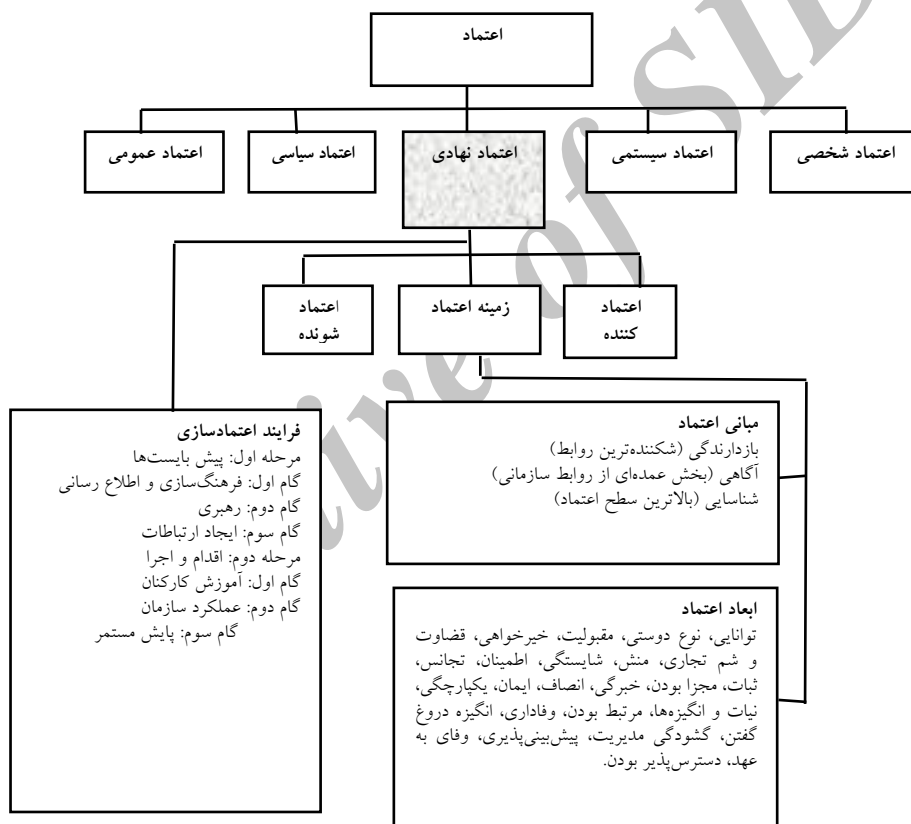 اعتماد
اعتماد شخصی
اعتماد سیستمی
اعتماد نهادی
اعتماد سیاسی
اعتماد عمومی
اعتماد
کننده
زمینه اعتماد
اعتماد
شونده
مبانی اعتماد
بازدارندگی (شکننده‌ترین روابط)
آگاهی (بخش عمده‌ای از روابط سازمانی)
شناسایی (بالاترین سطح اعتماد)
ابعاد اعتماد
توانایی، نوع دوستی، مقبولیت، خیرخواهی، قضاوت
و شم تجاری، منش، شایستگی، اطمینان، تجانس،
ثبات، مجزا بودن، خبرگی، انصاف، ایمان، یکپارچگی،
نیات و انگیزه‌ها، مرتبط بودن، وفاداری، انگیزه دروغ
گفتن، گشودگی مدیریت، پیش‌بینی‌پذیری، وفای به
عهد، دسترس‌پذیر بودن.
فرایند اعتمادسازی
مرحله اول: پیش بایست‌ها
گام اول: فرهنگ‌سازی و اطلاع رسانی
گام دوم: رهبری
گام سوم: ایجاد ارتباطات
مرحله دوم: اقدام و اجرا
گام اول: آموزش کارکنان
گام دوم: عملکرد سازمان
گام سوم: پایش مستمر
ive of SID